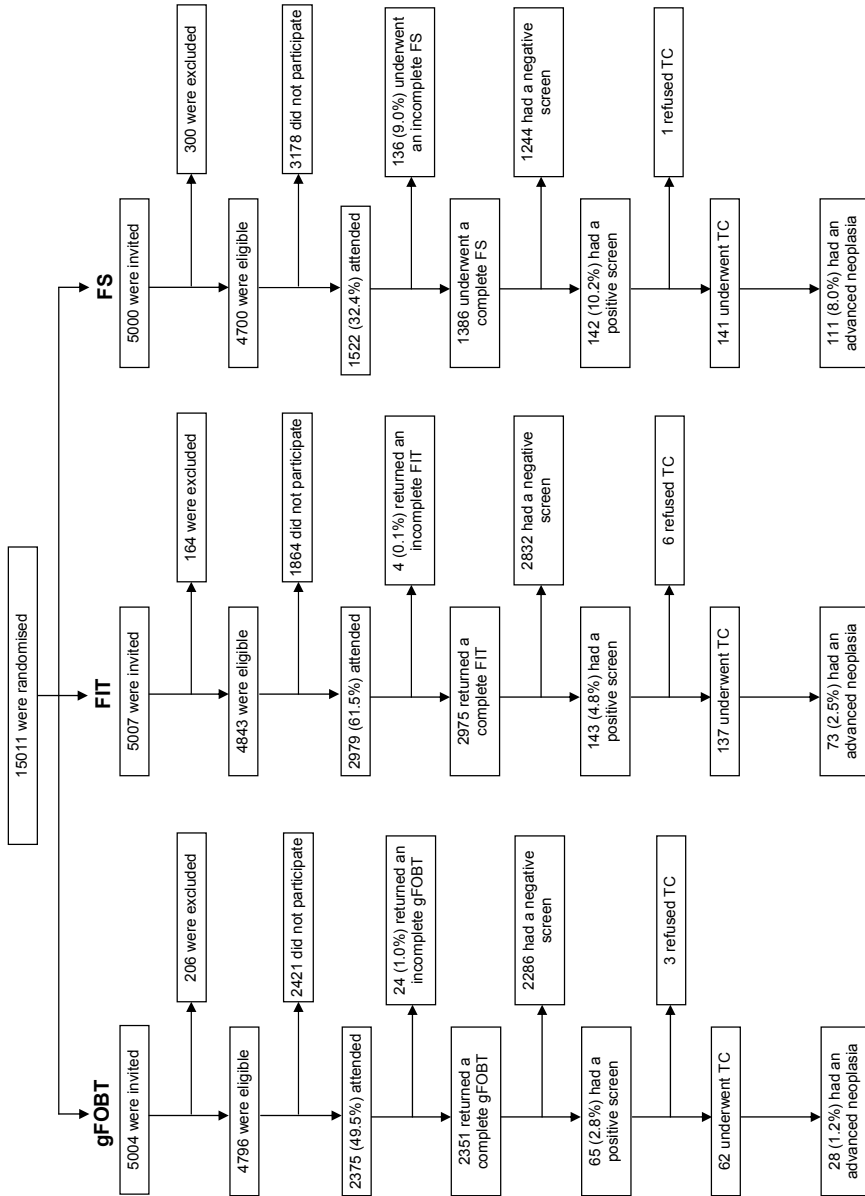 15011 were randomised
gFOBT
5004 were invited
206 were excluded
4796 were eligible
2421 did not participate
2375 (49.5%) attended
24 (1.0%) returned an
incomplete gFOBT
2351 returned a
complete gFOBT
2286 had a negative
screen
65 (2.8%) had a
positive screen
3 refused TC
62 underwent TC
28 (1.2%) had an
advanced neoplasia
FIT
5007 were invited
164 were excluded
4843 were eligible
1864 did not participate
2979 (61.5%) attended
4 (0.1%) returned an
incomplete FIT
2975 returned a
complete FIT
2832 had a negative
screen
143 (4.8%) had a
positive screen
6 refused TC
137 underwent TC
73 (2.5%) had an
advanced neoplasia
FS
5000 were invited
300 were excluded
4700 were eligible
3178 did not participate
1522 (32.4%) attended
136 (9.0%) underwent
an incomplete FS
1386 underwent a
complete FS
1244 had a negative
screen
142 (10.2%) had a
positive screen
1 refused TC
141 underwent TC
111 (8.0%) had an
advanced neoplasia